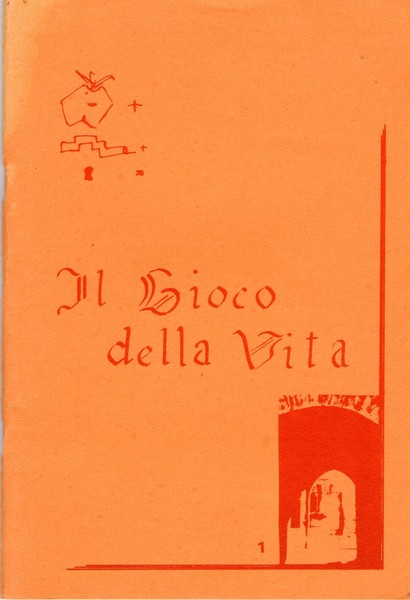 +
+
=
Il Gioco
della Vita
1